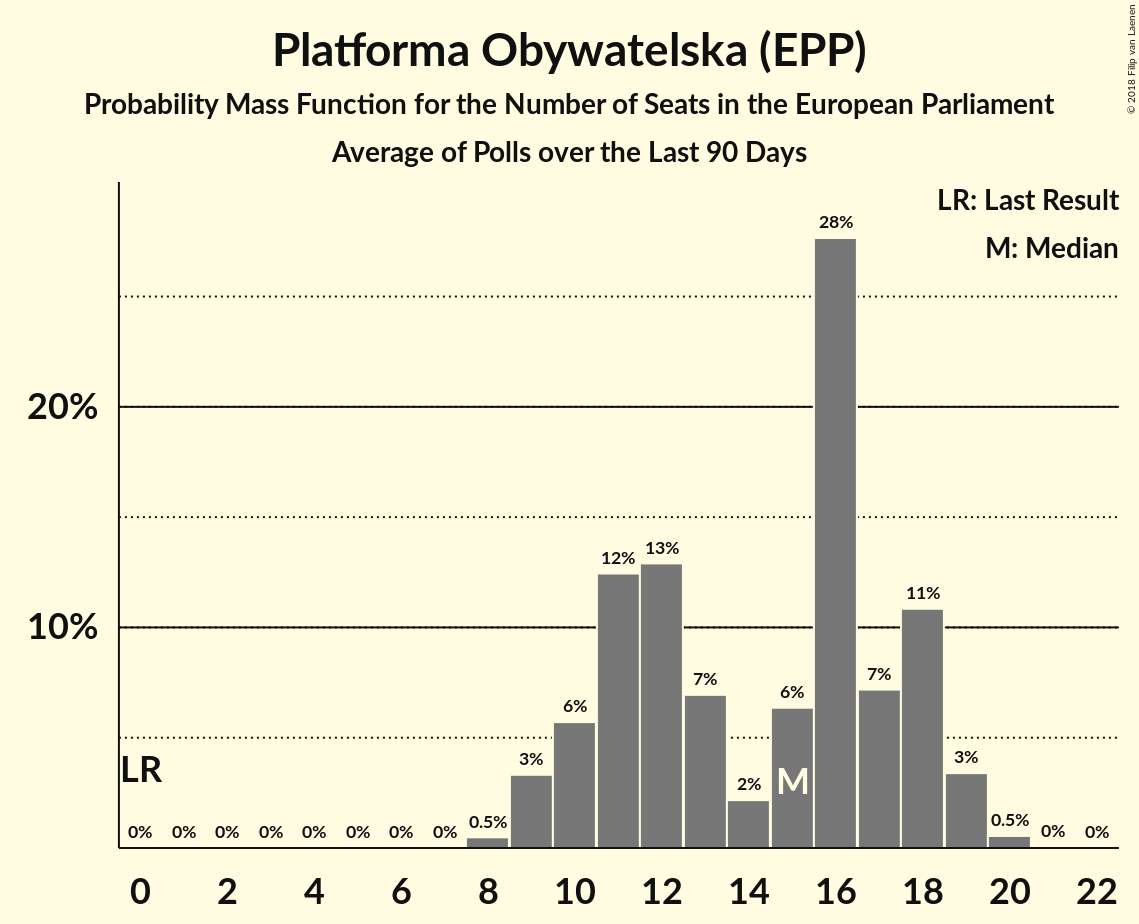 Platforma Obywatelska (EPP)
Probability Mass Function for the Number of Seats in the European Parliament
Average of Polls over the Last 90 Days
© 2018 Filip van Laenen
LR: Last Result
M: Median
28%
20%
13%
12%
11%
10%
7%
7%
6%
6%
3%
3%
2%
LR
M
0% 0% 0% 0% 0% 0% 0% 0% 0.5% 0.5% 0% 0%
0 2 4 6 8 10 12 14 16 18 20 22